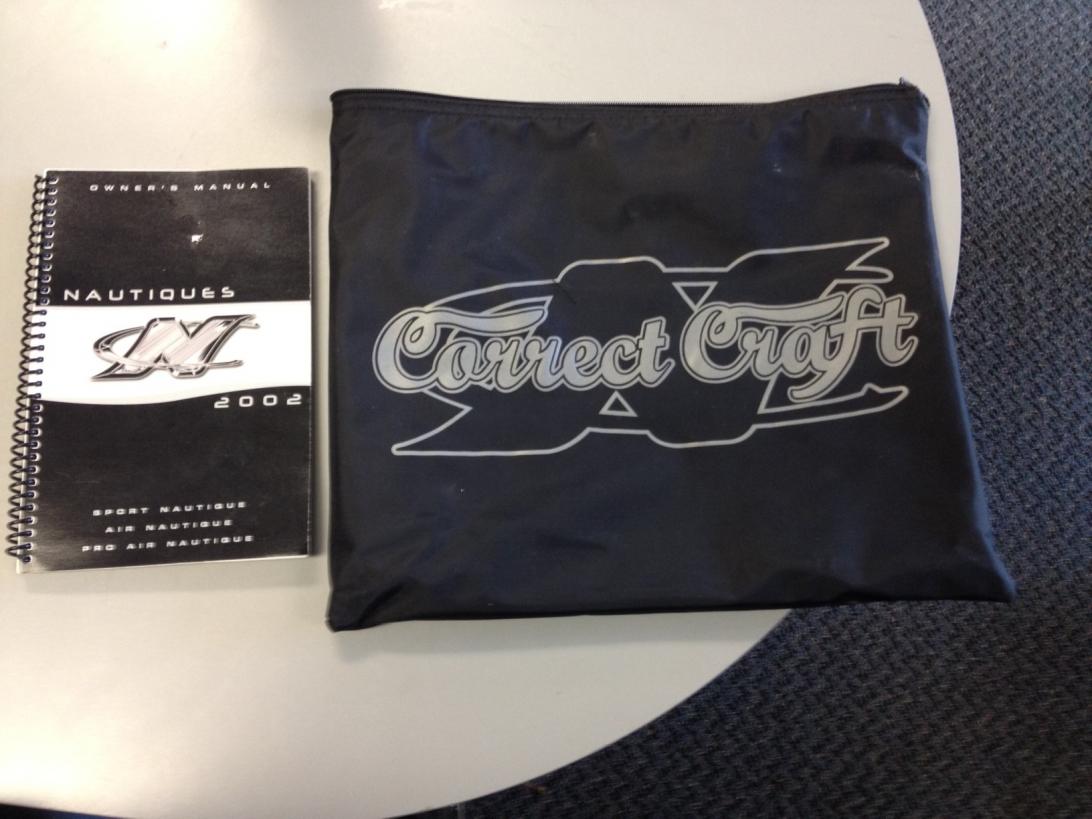 OWNER'S MANUAL
NAUTIQUES
2002
SPORT NAUTIQUE
AIR NAUTIQUE
PRO AIR NAUTIQUE
Correct Craft